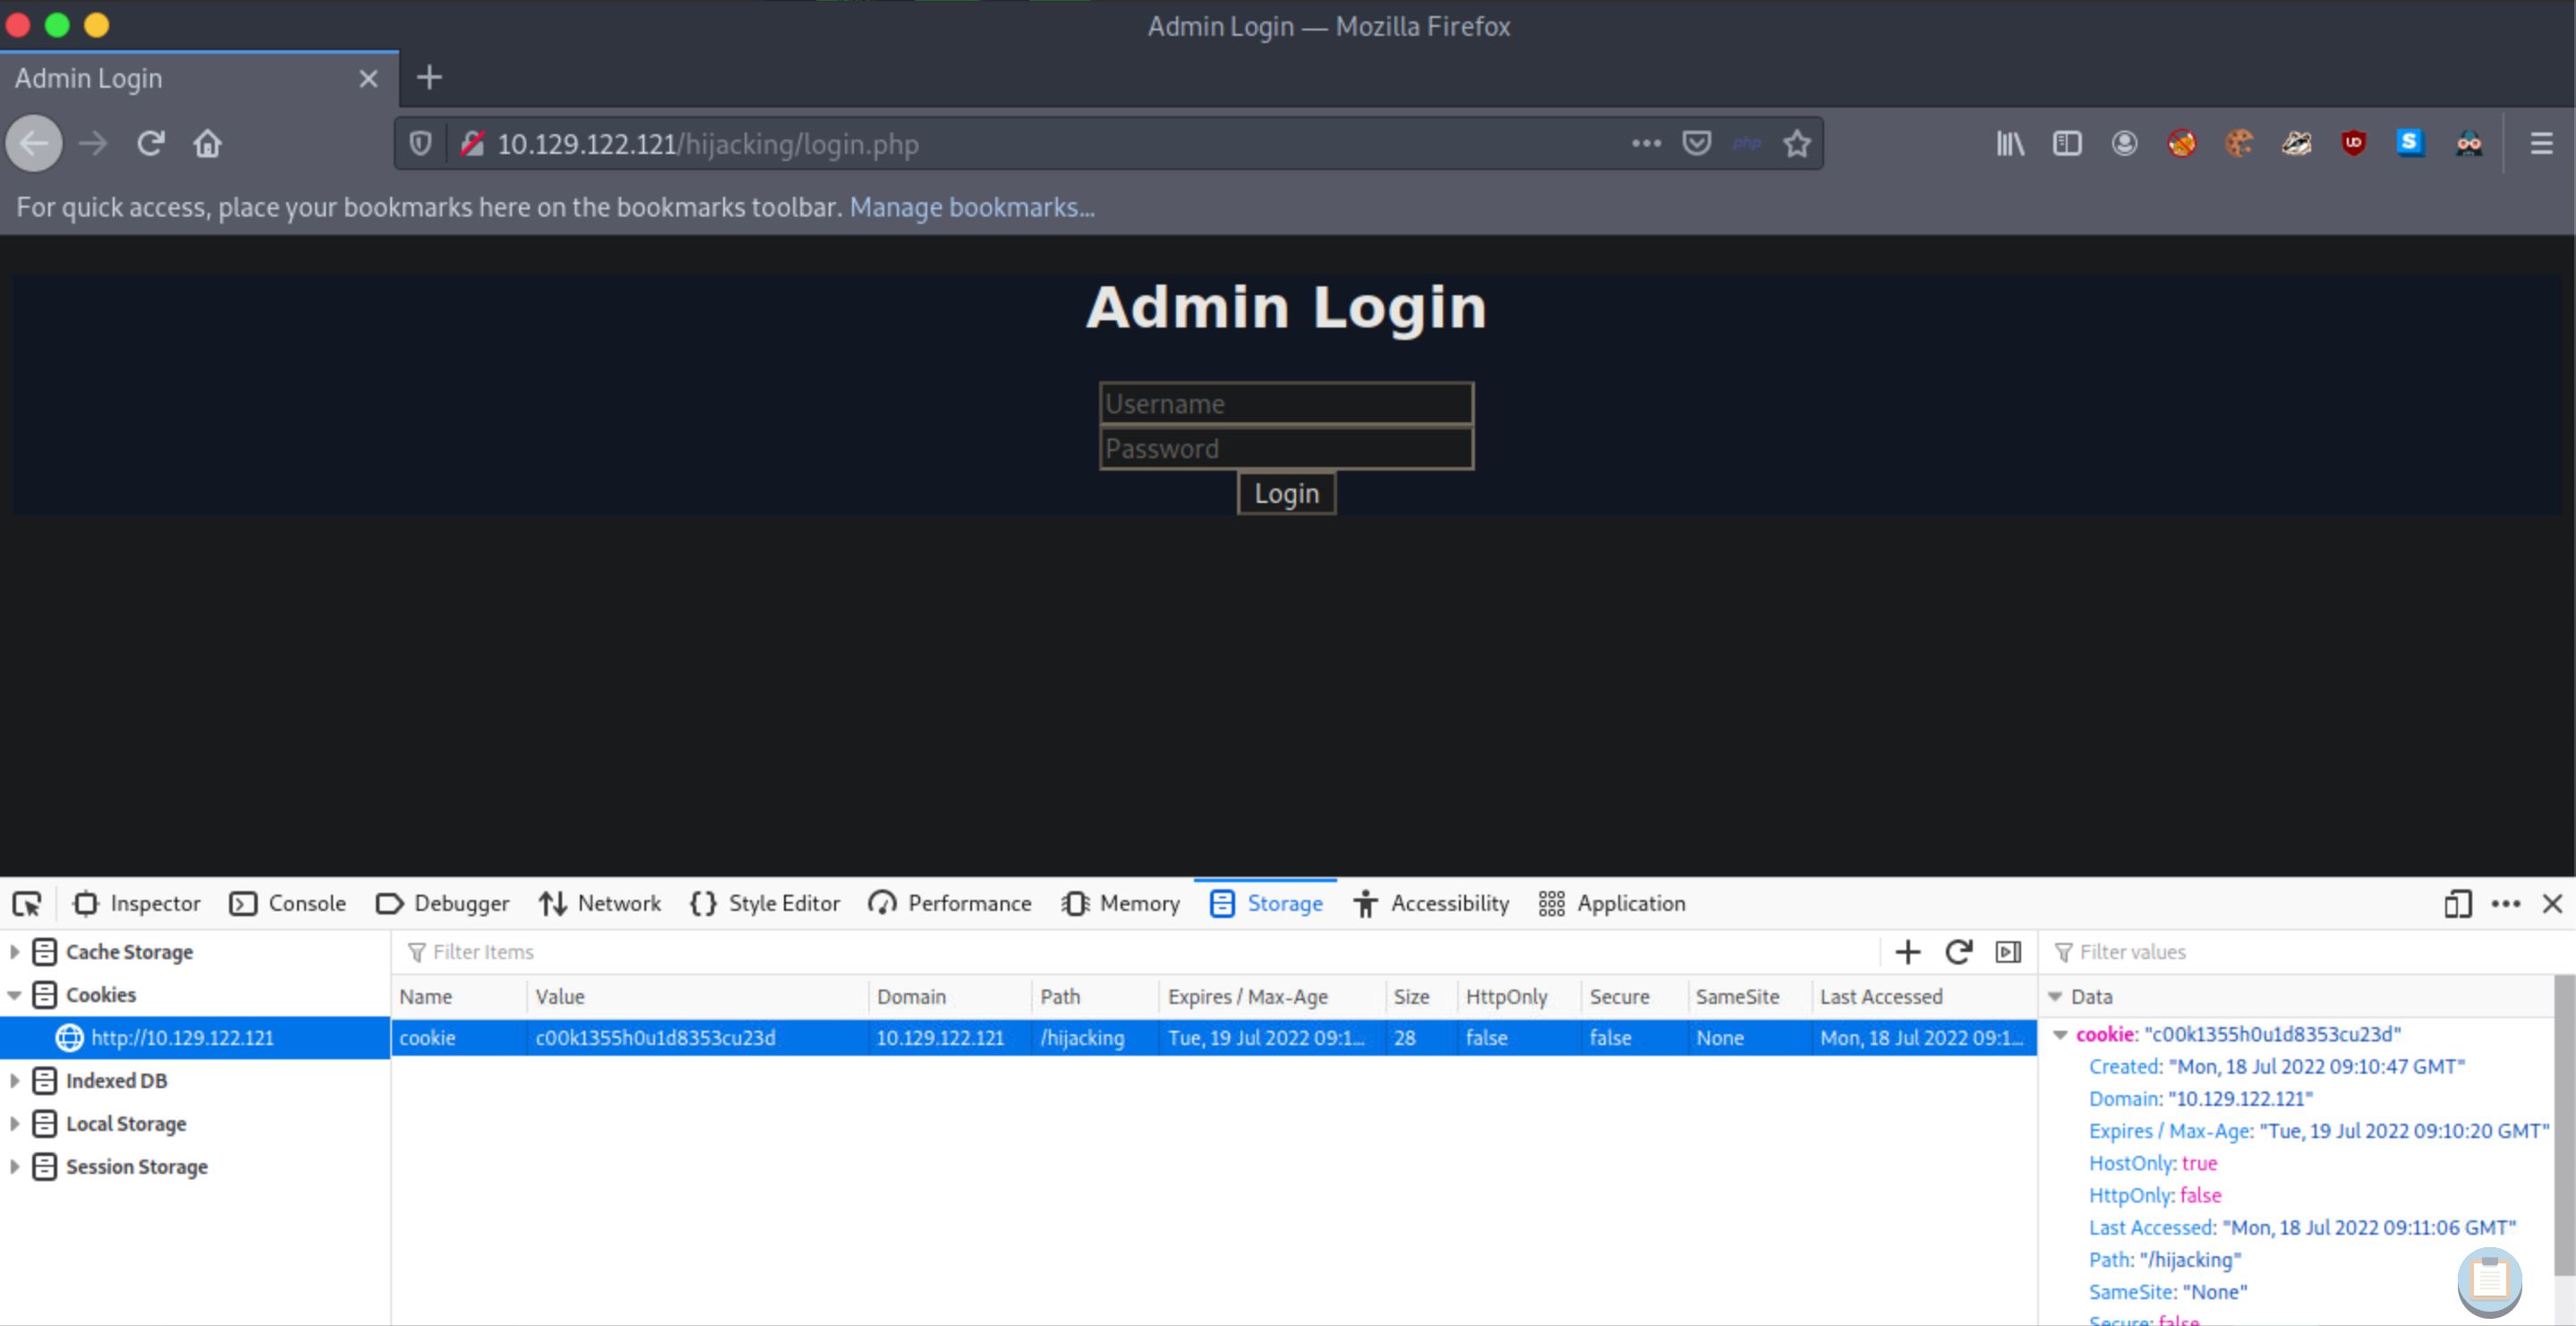 Admin Login — Mozilla Firefox
Admin Login
10.129.122.121/hijacking/login.php
php
For quick access, place your bookmarks here on the bookmarks toolbar. Manage bookmarks...
Admin Login
Username
Password
Login
Inspector Console Debugger Network Style Editor Performance Memory Storage Accessibility Application
Cache Storage
Cookies
http://10.129.122.121
Indexed DB
Local Storage
Session Storage
Filter Items
Name Value Domain Path Expires / Max-Age Size HttpOnly Secure SameSite Last Accessed
cookie c00k1355h0u1d8353cu23d 10.129.122.121 /hijacking Tue, 19 Jul 2022 09:1... 28 false false None Mon, 18 Jul 2022 09:1...
Filter values
Data
cookie: "c00k1355h0u1d8353cu23d"
Created: "Mon, 18 Jul 2022 09:10:47 GMT"
Domain: "10.129.122.121"
Expires / Max-Age: "Tue, 19 Jul 2022 09:10:20 GMT"
HostOnly: true
HttpOnly: false
Last Accessed: "Mon, 18 Jul 2022 09:11:06 GMT"
Path: "/hijacking"
SameSite: "None"
Secure: false